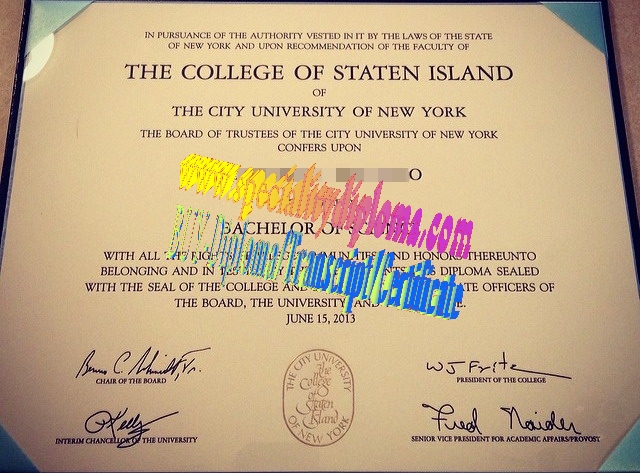 IN PURSUANCE OF THE AUTHORITY VESTED IN IT BY THE LAWS OF THE STATE
OF NEW YORK AND UPON RECOMMENDATION OF THE FACULTY OF
THE COLLEGE OF STATEN ISLAND
OF
THE CITY UNIVERSITY OF NEW YORK
THE BOARD OF TRUSTEES OF THE CITY UNIVERSITY OF NEW YORK
CONFERS UPON
O
www.specialitydiploma.com
BACHELOR OF
BUY Diploma/Transcript/Certificate
WITH ALL AND HONORS THEREUNTO
BELONGING AND IN DIPLOMA SEALED
WITH THE SEAL OF THE COLLEGE AND OFFICERS OF
THE BOARD, THE UNIVERSITY AND
JUNE 15, 2013
CHAIR OF THE BOARD
WJ Fritz
PRESIDENT OF THE COLLEGE
THE CITY UNIVERSITY
The
College
of
Staten
Island
OF NEW YORK
Fred Naider
INTERIM CHANCELLOR OF THE UNIVERSITY
SENIOR VICE PRESIDENT FOR ACADEMIC AFFAIRS/PROVOST